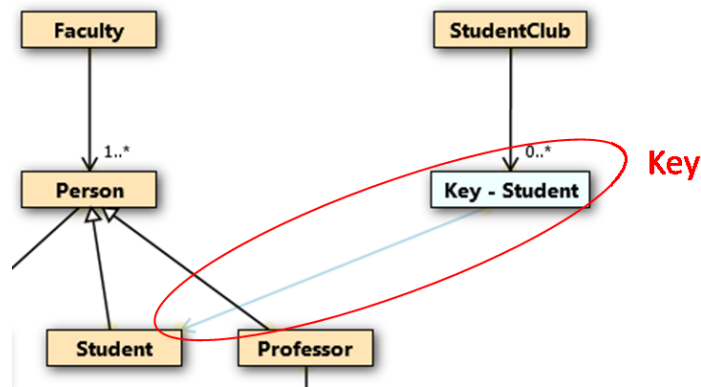 Faculty
StudentClub
1..*
0..*
Key
Person
Key - Student
Student
Professor